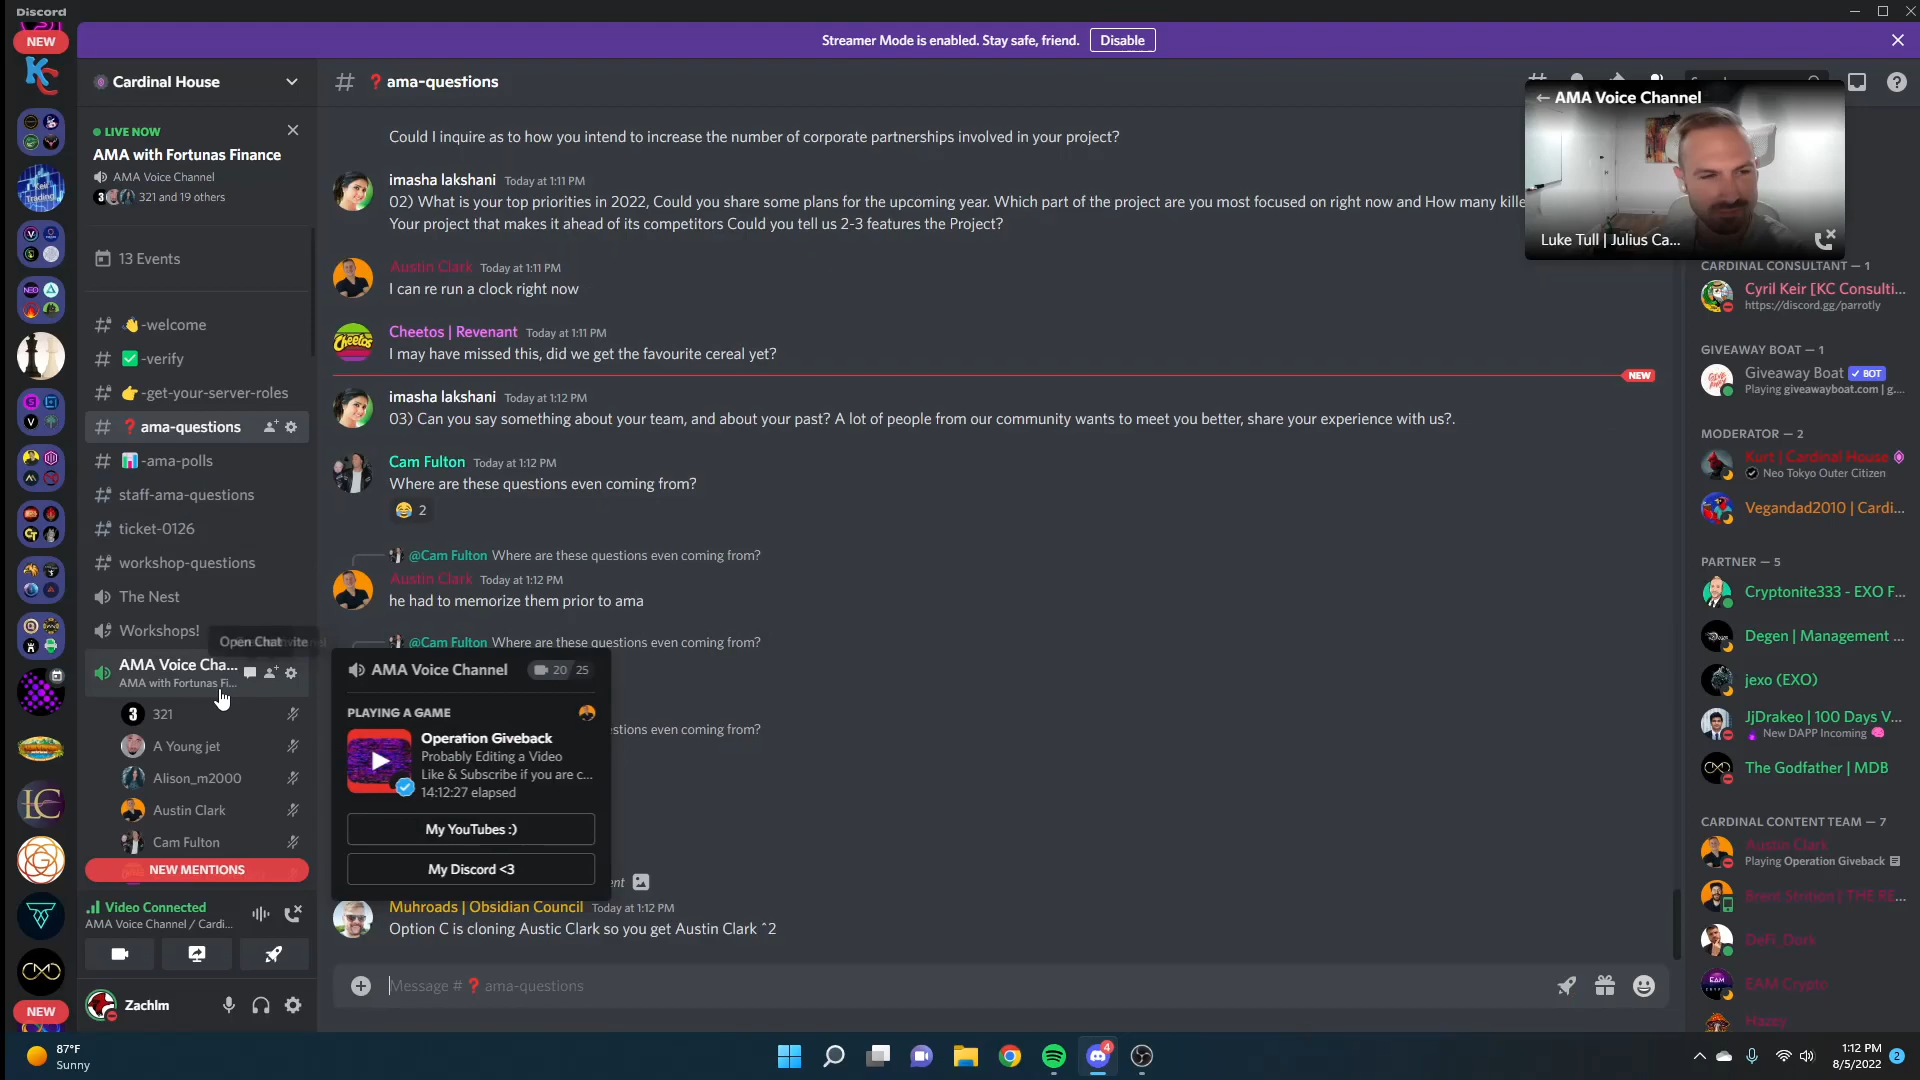 Discord
NEW
Streamer Mode is enabled. Stay safe, friend.
Disable
Cardinal House
LIVE NOW
AMA with Fortunas Finance
AMA Voice Channel
321 and 19 others
13 Events
-welcome
-verify
-get-your-server-roles
ama-questions
-ama-polls
staff-ama-questions
ticket-0126
workshop-questions
The Nest
Workshops!
Open Chat
AMA Voice Cha...
AMA with Fortunas Fi...
321
A Young jet
Alison_m2000
Austin Clark
Cam Fulton
NEW MENTIONS
Video Connected
AMA Voice Channel / Cardi...
Zachlm
NEW
ama-questions
Could I inquire as to how you intend to increase the number of corporate partnerships involved in your project?
imasha lakshani Today at 1:11 PM
02) What is your top priorities in 2022, Could you share some plans for the upcoming year. Which part of the project are you most focused on right now and How many kille
Your project that makes it ahead of its competitors Could you tell us 2-3 features the Project?
Austin Clark Today at 1:11 PM
I can re run a clock right now
Cheetos | Revenant Today at 1:11 PM
I may have missed this, did we get the favourite cereal yet?
NEW
imasha lakshani Today at 1:12 PM
03) Can you say something about your team, and about your past? A lot of people from our community wants to meet you better, share your experience with us?.
Cam Fulton Today at 1:12 PM
Where are these questions even coming from?
2
@Cam Fulton Where are these questions even coming from?
Austin Clark Today at 1:12 PM
he had to memorize them prior to ama
@Cam Fulton Where are these questions even coming from?
stions even coming from?
AMA Voice Channel 20 25
PLAYING A GAME
Operation Giveback
Probably Editing a Video
Like & Subscribe if you are c...
14:12:27 elapsed
My YouTubes :)
My Discord <3
Muhroads | Obsidian Council Today at 1:12 PM
Option C is cloning Austic Clark so you get Austin Clark ^2
Message # ama-questions
AMA Voice Channel
Luke Tull | Julius Ca...
CARDINAL CONSULTANT — 1
Cyril Keir [KC Consulti...
https://discord.gg/parrotly
GIVEAWAY BOAT — 1
Giveaway Boat BOT
Playing giveawayboat.com | g...
MODERATOR — 2
Kurt | Cardinal House
Neo Tokyo Outer Citizen
Vegandad2010 | Cardi...
PARTNER — 5
Cryptonite333 - EXO F...
Degen | Management ...
jexo (EXO)
JjDrakeo | 100 Days V...
New DAPP Incoming
The Godfather | MDB
CARDINAL CONTENT TEAM — 7
Austin Clark
Playing Operation Giveback
Brent Strition | THE RE...
DeFi_Dork
EAM Crypto
Hazey
87°F
Sunny
4
1:12 PM
8/5/2022
2